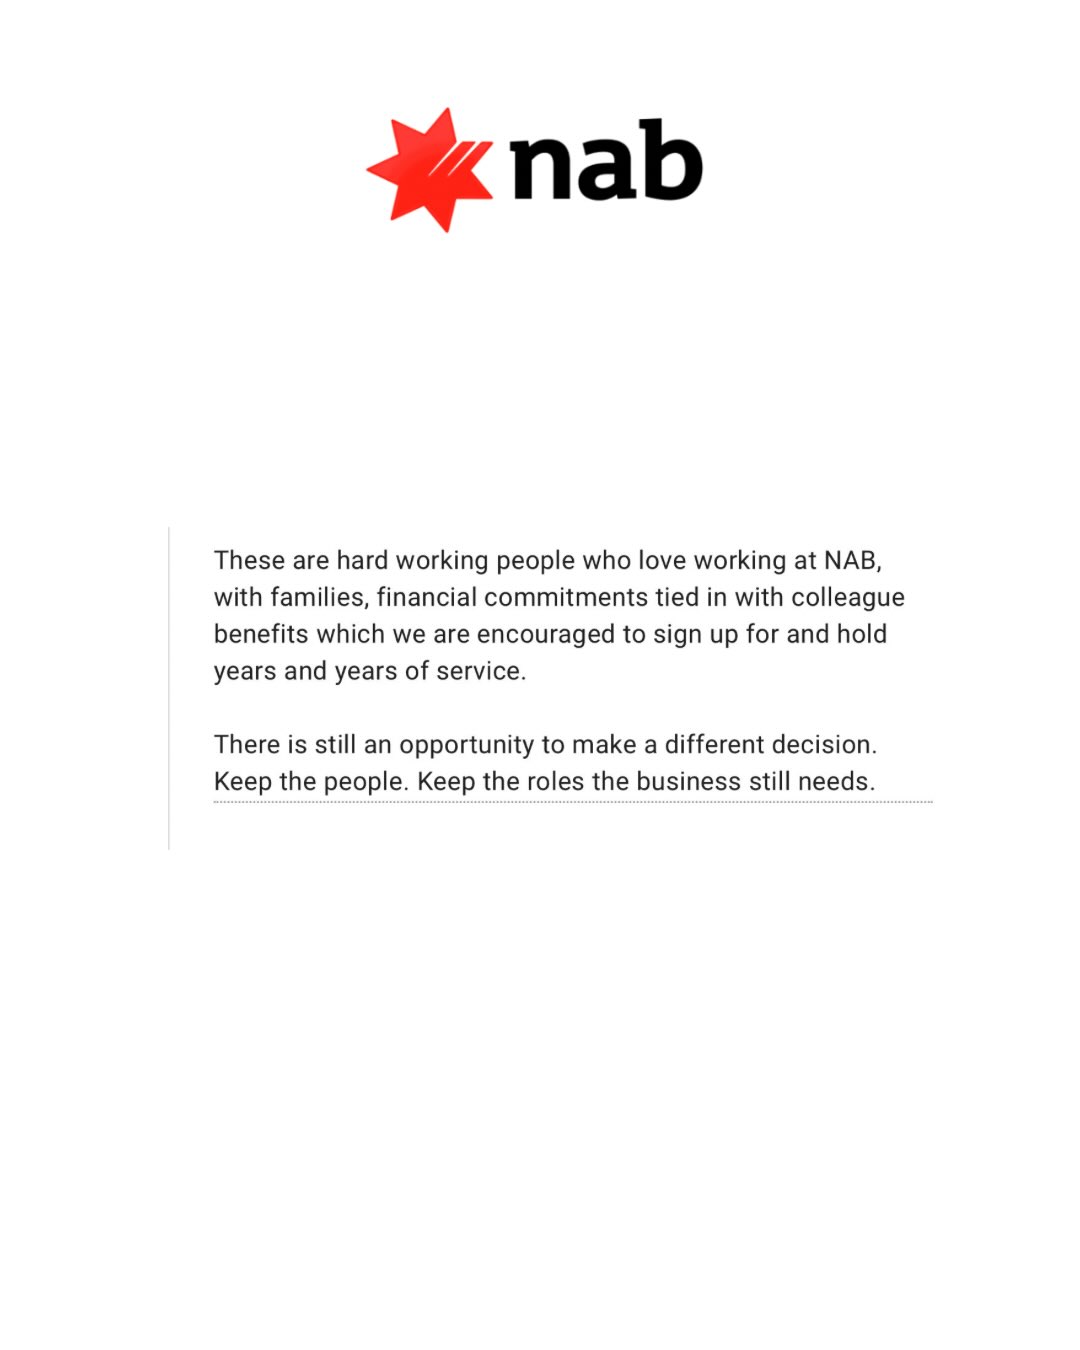 nab
These are hard working people who love working at NAB,
with families, financial commitments tied in with colleague
benefits which we are encouraged to sign up for and hold
years and years of service.
There is still an opportunity to make a different decision.
Keep the people. Keep the roles the business still needs.